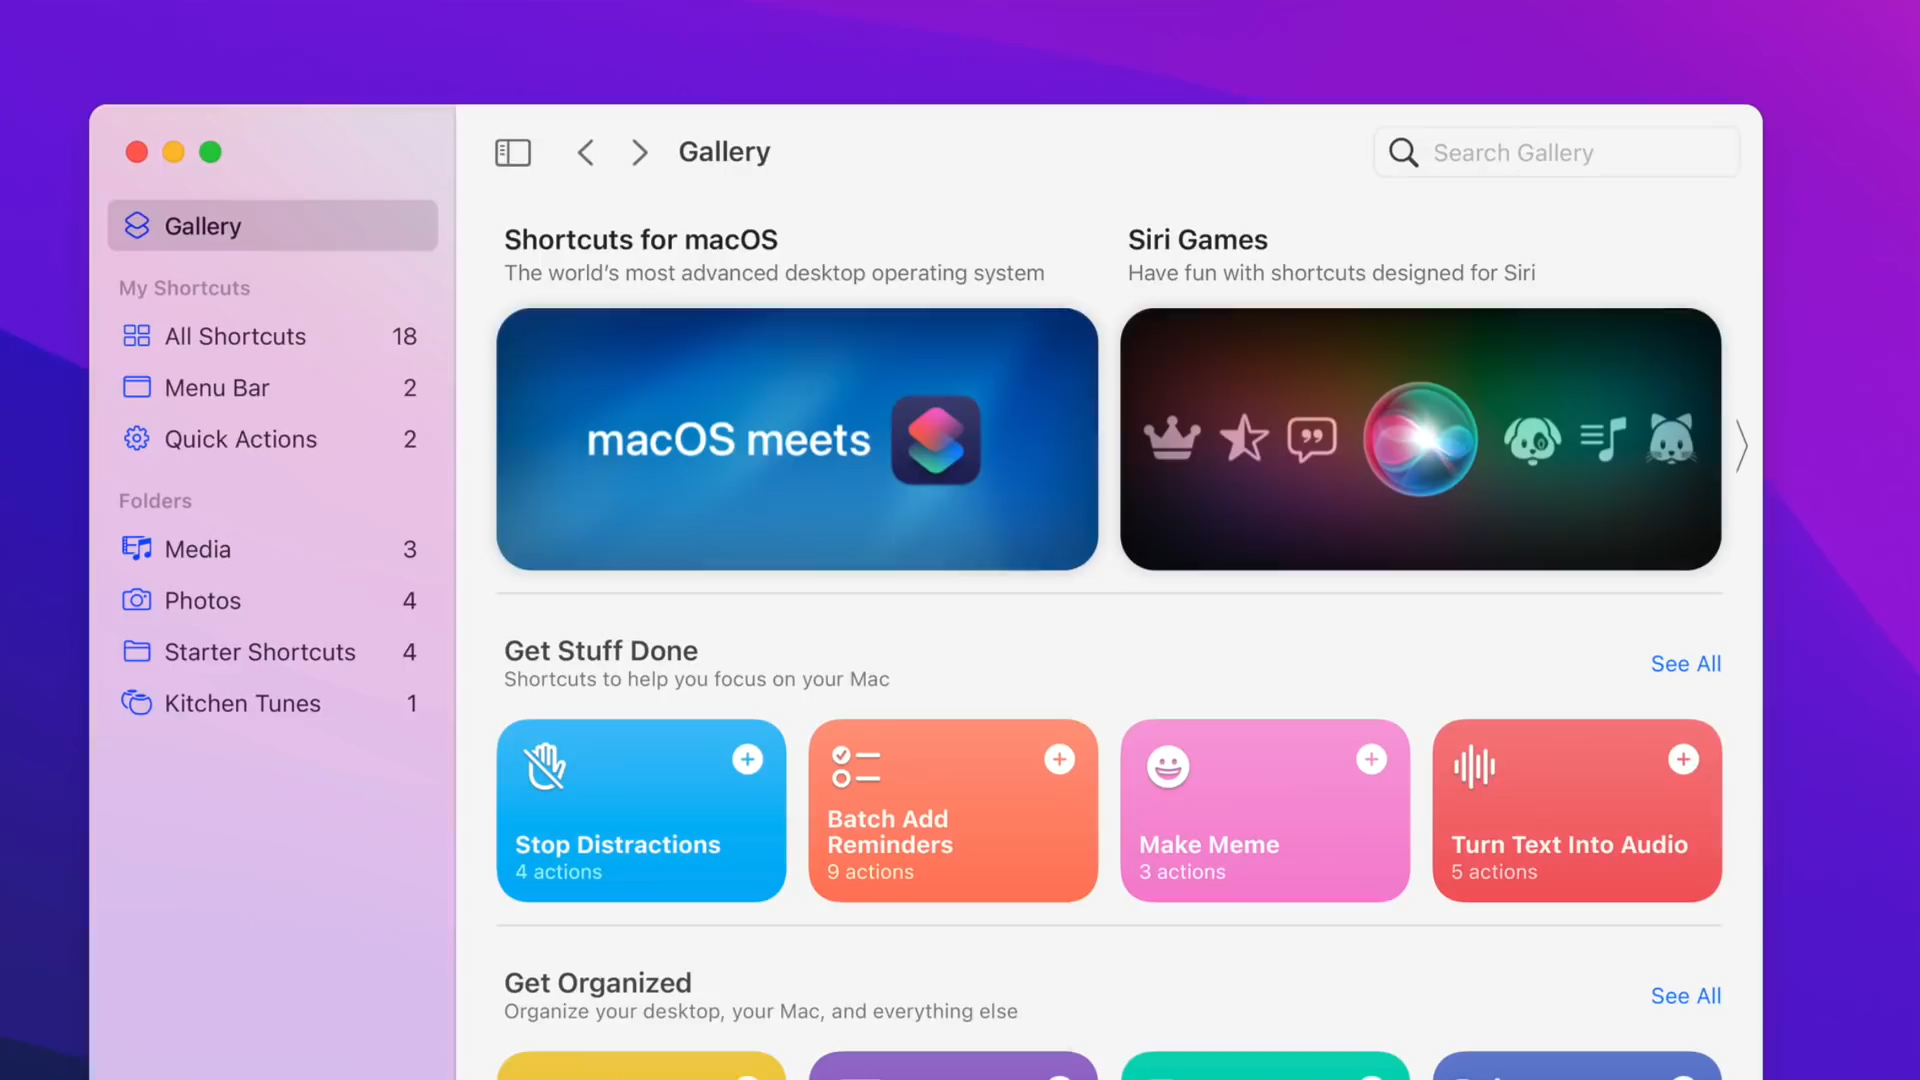 Gallery
My Shortcuts
All Shortcuts 18
Menu Bar 2
Quick Actions 2
Folders
Media 3
Photos 4
Starter Shortcuts 4
Kitchen Tunes 1
Gallery
Search Gallery
Shortcuts for macOS
The world’s most advanced desktop operating system
macOS meets
Siri Games
Have fun with shortcuts designed for Siri
Get Stuff Done
Shortcuts to help you focus on your Mac
See All
Stop Distractions
4 actions
Batch Add
Reminders
9 actions
Make Meme
3 actions
Turn Text Into Audio
5 actions
Get Organized
Organize your desktop, your Mac, and everything else
See All